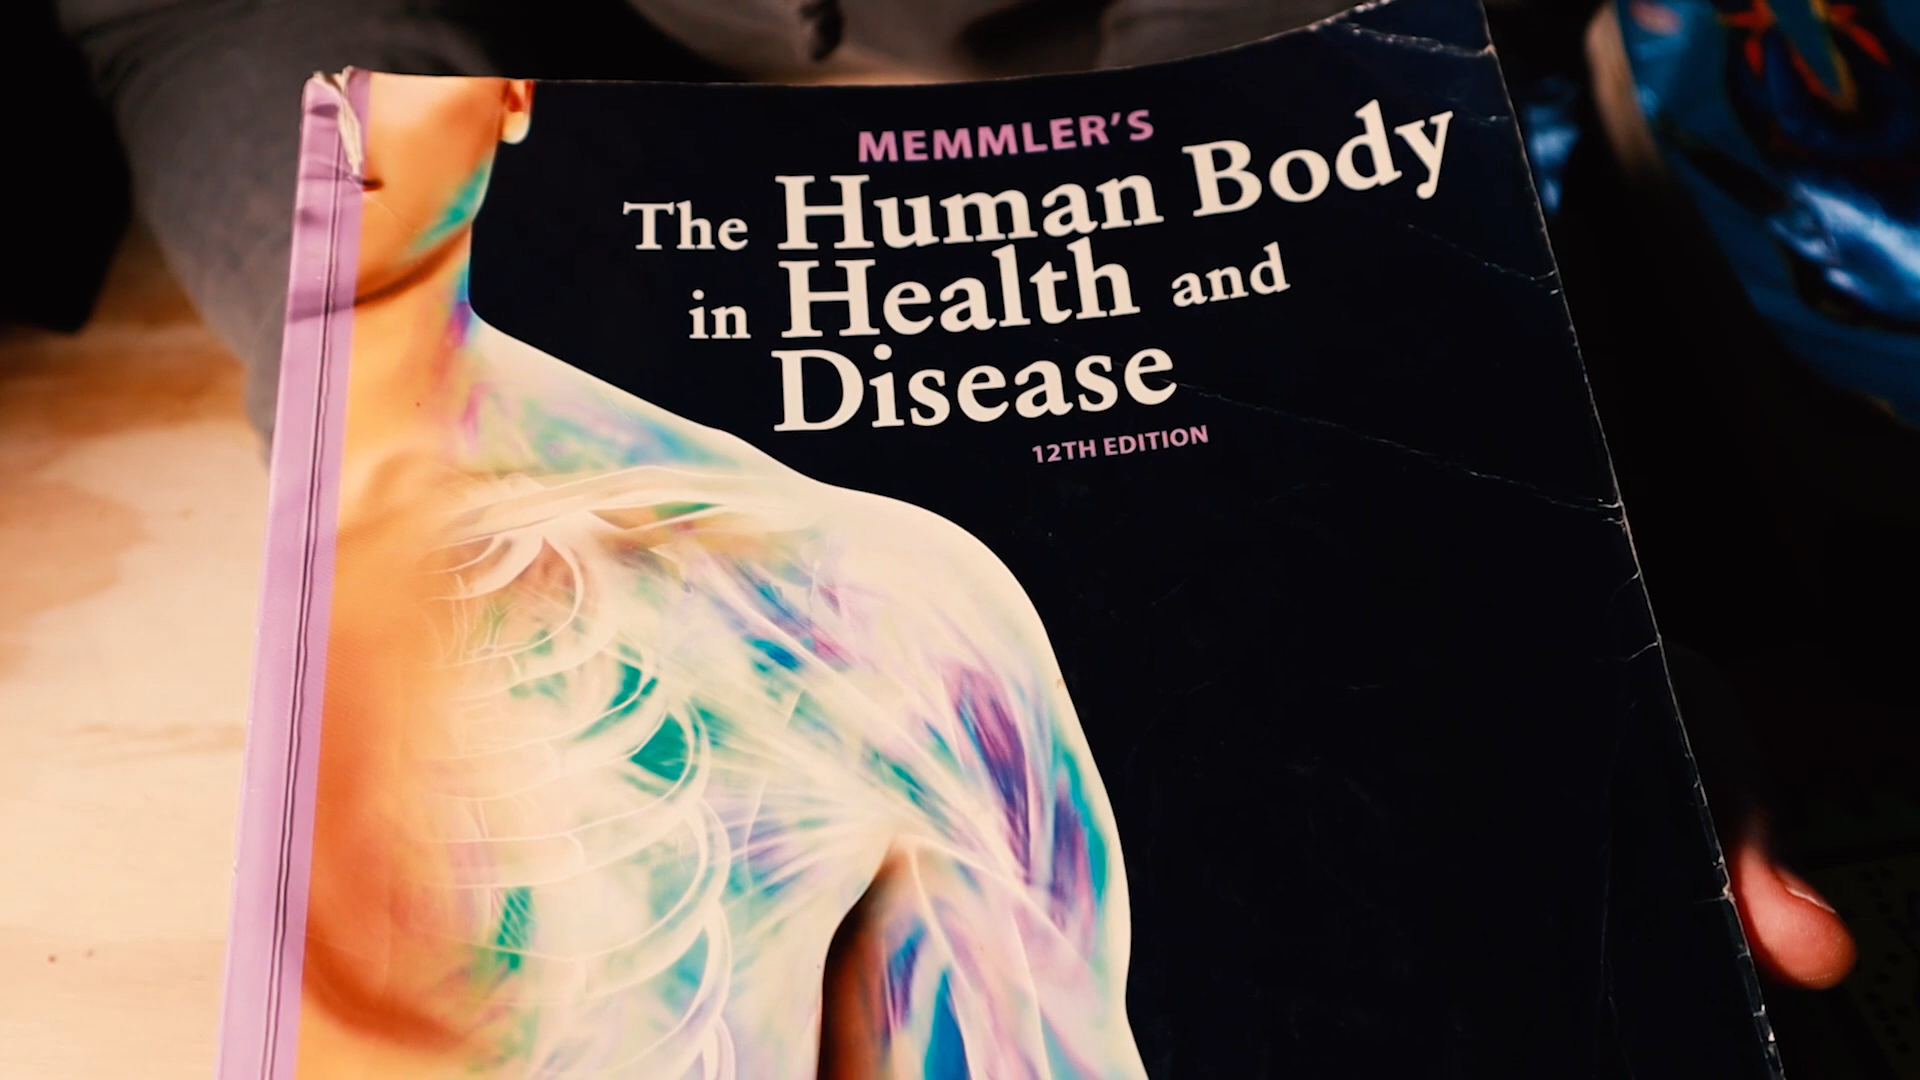 MEMMLER'S
The Human Body
in Health and
Disease
12TH EDITION